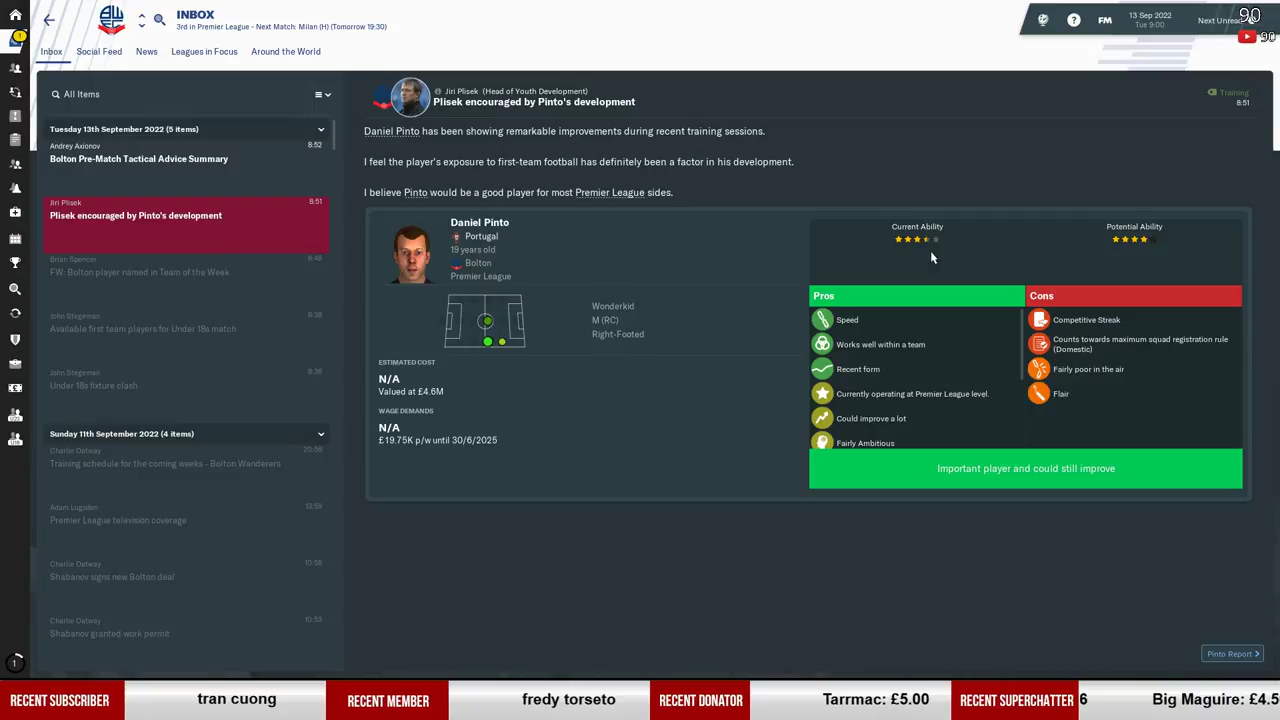 INBOX
3rd in Premier League - Next Match: Milan (H) (Tomorrow 19:30)
FM
13 Sep 2022
Tue 9:00
90
90
Inbox
Social Feed
News
Leagues in Focus
Around the World
All Items
Tuesday 13th September 2022 (5 items)
Andrey Axionov
8:52
Bolton Pre-Match Tactical Advice Summary
Jiri Plisek
8:51
Plisek encouraged by Pinto's development
Brian Spencer
8:48
FW: Bolton player named in Team of the Week
John Stegeman
8:38
Available first team players for Under 18s match
John Stegeman
8:36
Under 18s fixture clash
Sunday 11th September 2022 (4 items)
Charlie Oatway
20:56
Training schedule for the coming weeks - Bolton Wanderers
Adam Lugsden
13:59
Premier League television coverage
Charlie Oatway
10:58
Shabanov signs new Bolton deal
Charlie Oatway
10:53
Shabanov granted work permit
1
Jiri Plisek (Head of Youth Development)
Plisek encouraged by Pinto's development
Training
8:51
Daniel Pinto has been showing remarkable improvements during recent training sessions.
I feel the player's exposure to first-team football has definitely been a factor in his development.
I believe Pinto would be a good player for most Premier League sides.
Daniel Pinto
Portugal
19 years old
Bolton
Premier League
Wonderkid
M (RC)
Right-Footed
ESTIMATED COST
N/A
Valued at £4.6M
WAGE DEMANDS
N/A
£19.75K p/w until 30/6/2025
Current Ability
Potential Ability
Pros
Speed
Works well within a team
Recent form
Currently operating at Premier League level.
Could improve a lot
Fairly Ambitious
Cons
Competitive Streak
Counts towards maximum squad registration rule
(Domestic)
Fairly poor in the air
Flair
Important player and could still improve
Pinto Report
RECENT SUBSCRIBER
tran cuong
RECENT MEMBER
fredy torseto
RECENT DONATOR
Tarrmac: £5.00
RECENT SUPERCHATTER
6
Big Maguire: £4.5